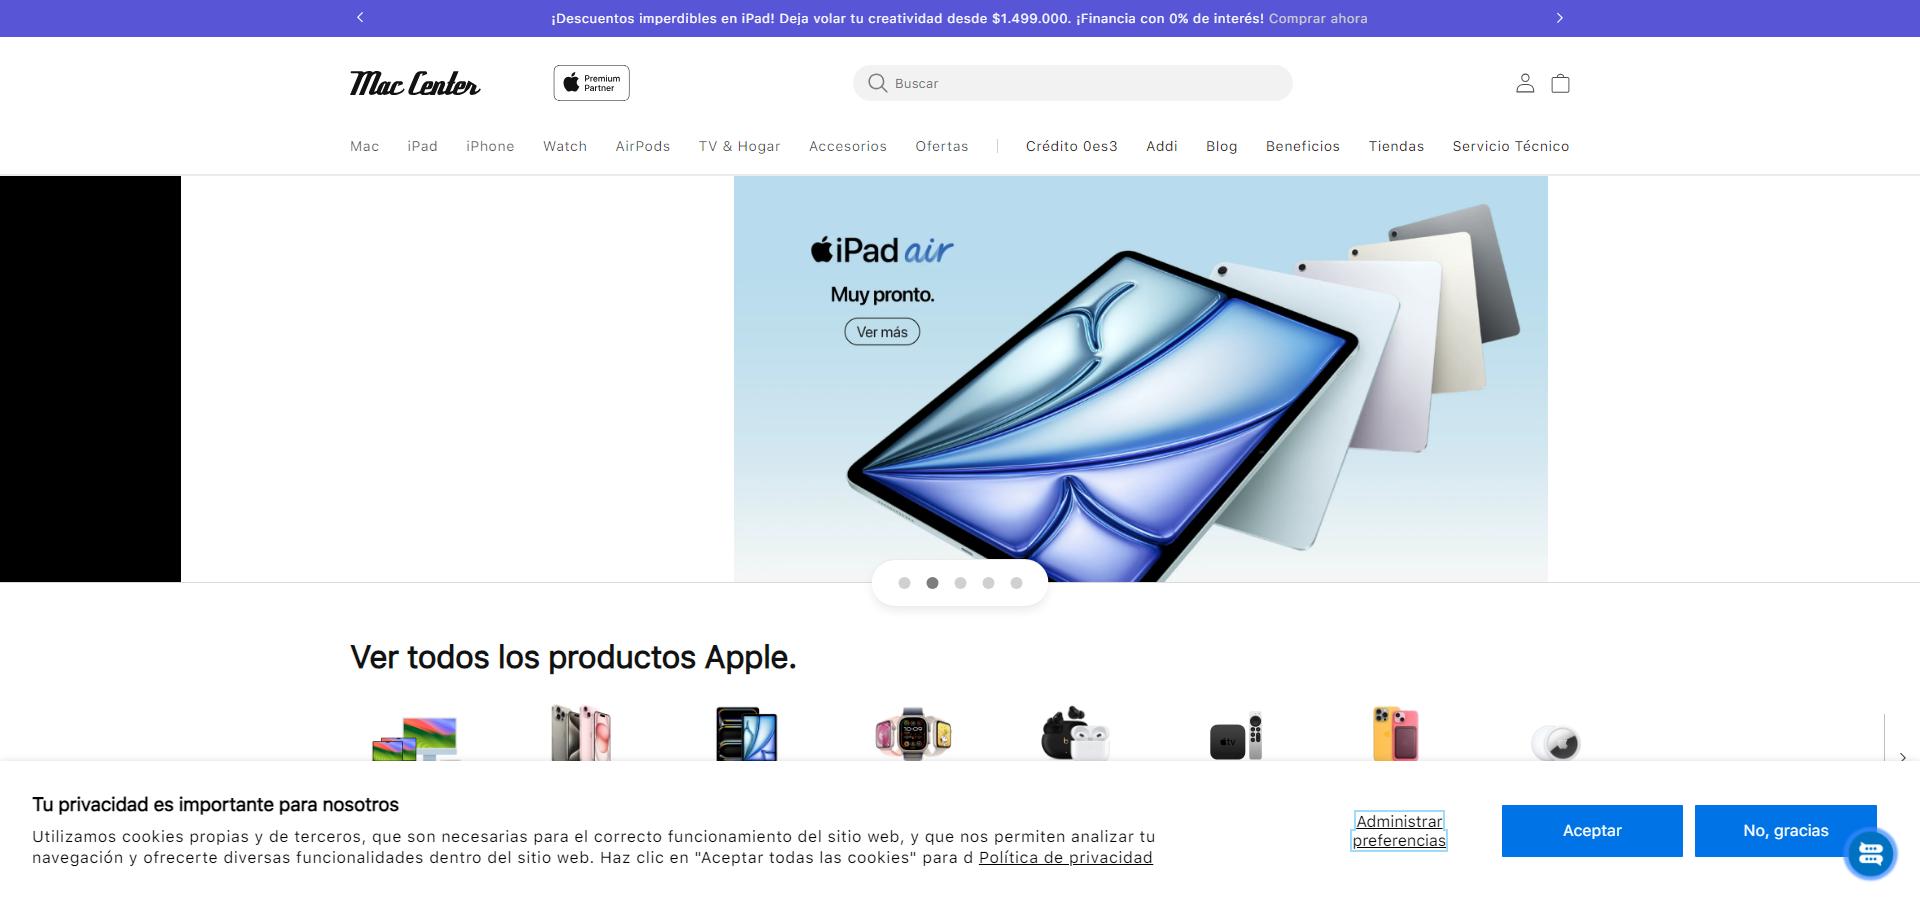 ¡Descuentos imperdibles en iPad! Deja volar tu creatividad desde $1.499.000. ¡Financia con 0% de interés! Comprar ahora
Mac Center
Premium
Partner
Buscar
Mac iPad iPhone Watch AirPods TV & Hogar Accesorios Ofertas Crédito 0es3 Addi Blog Beneficios Tiendas Servicio Técnico
iPad air
Muy pronto.
Ver más
Ver todos los productos Apple.
tv
Tu privacidad es importante para nosotros
Utilizamos cookies propias y de terceros, que son necesarias para el correcto funcionamiento del sitio web, y que nos permiten analizar tu
navegación y ofrecerte diversas funcionalidades dentro del sitio web. Haz clic en "Aceptar todas las cookies" para d Política de privacidad
Administrar
preferencias
Aceptar
No, gracias